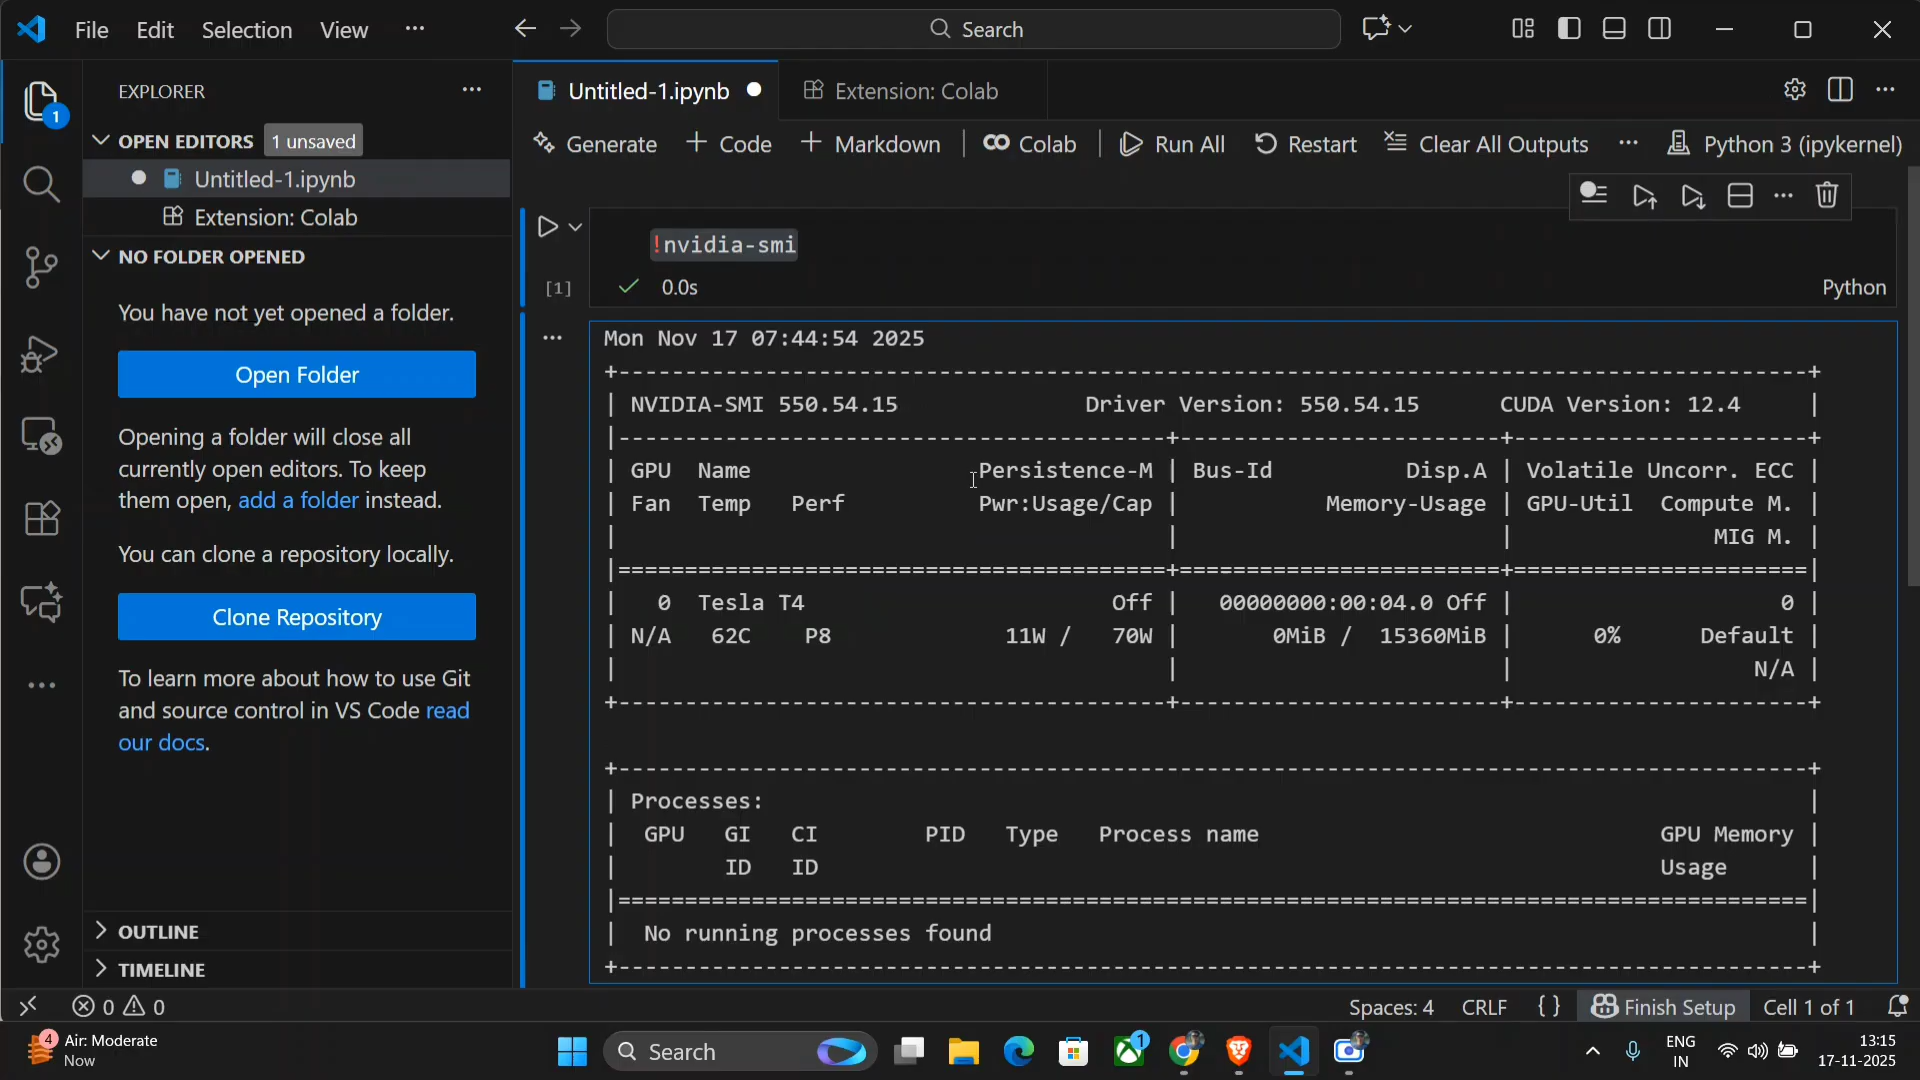 File Edit Selection View ··· Search
EXPLORER ···
OPEN EDITORS 1 unsaved
Untitled-1.ipynb
Extension: Colab
NO FOLDER OPENED
You have not yet opened a folder.
Open Folder
Opening a folder will close all
currently open editors. To keep
them open, add a folder instead.
You can clone a repository locally.
Clone Repository
To learn more about how to use Git
and source control in VS Code read
our docs.
OUTLINE
TIMELINE
1
Untitled-1.ipynb Extension: Colab
Generate Code Markdown Colab Run All Restart Clear All Outputs ··· Python 3 (ipykernel)
!nvidia-smi
[1] 0.0s Python
Mon Nov 17 07:44:54 2025
+-----------------------------------------------------------------------------------------+
| NVIDIA-SMI 550.54.15              Driver Version: 550.54.15      CUDA Version: 12.4     |
|-----------------------------------------+------------------------+----------------------+
| GPU  Name                 Persistence-M | Bus-Id          Disp.A | Volatile Uncorr. ECC |
| Fan  Temp   Perf          Pwr:Usage/Cap |           Memory-Usage | GPU-Util  Compute M. |
|                                         |                        |               MIG M. |
|=========================================+========================+======================|
|   0  Tesla T4                       Off |   00000000:00:04.0 Off |                    0 |
| N/A   62C    P8             11W /   70W |       0MiB /  15360MiB |      0%      Default |
|                                         |                        |                  N/A |
+-----------------------------------------+------------------------+----------------------+
+-----------------------------------------------------------------------------------------+
| Processes:                                                                              |
|  GPU   GI   CI        PID   Type   Process name                              GPU Memory |
|        ID   ID                                                               Usage      |
|=========================================================================================|
|  No running processes found                                                             |
+-----------------------------------------------------------------------------------------+
0 0 Spaces: 4 CRLF { } Finish Setup Cell 1 of 1
4 Air: Moderate
Now
Search
1
ENG
IN
13:15
17-11-2025